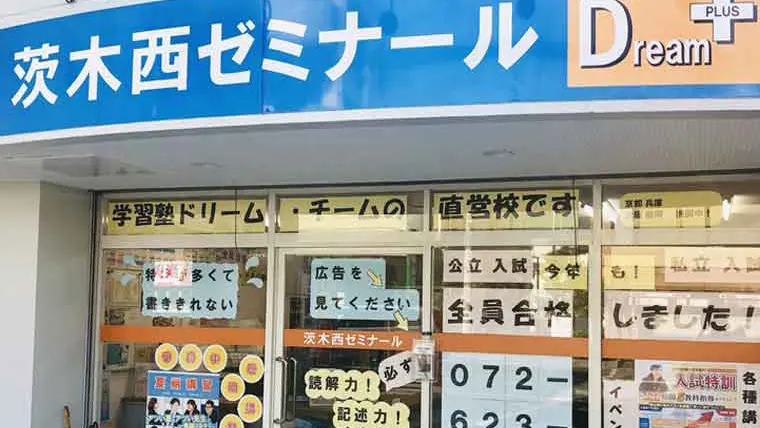 茨木西ゼミナール Dream PLUS
学習塾ドリーム・チームの直営校です
京都 兵庫
特典が多くて
書ききれない
広告を
見てください
公立入試 今年も! 私立入試
全員合格しました!
茨木西ゼミナール
必ず
読解力!
記述力!
072-
623-
夏期講習
入試特訓
各種講
イベン